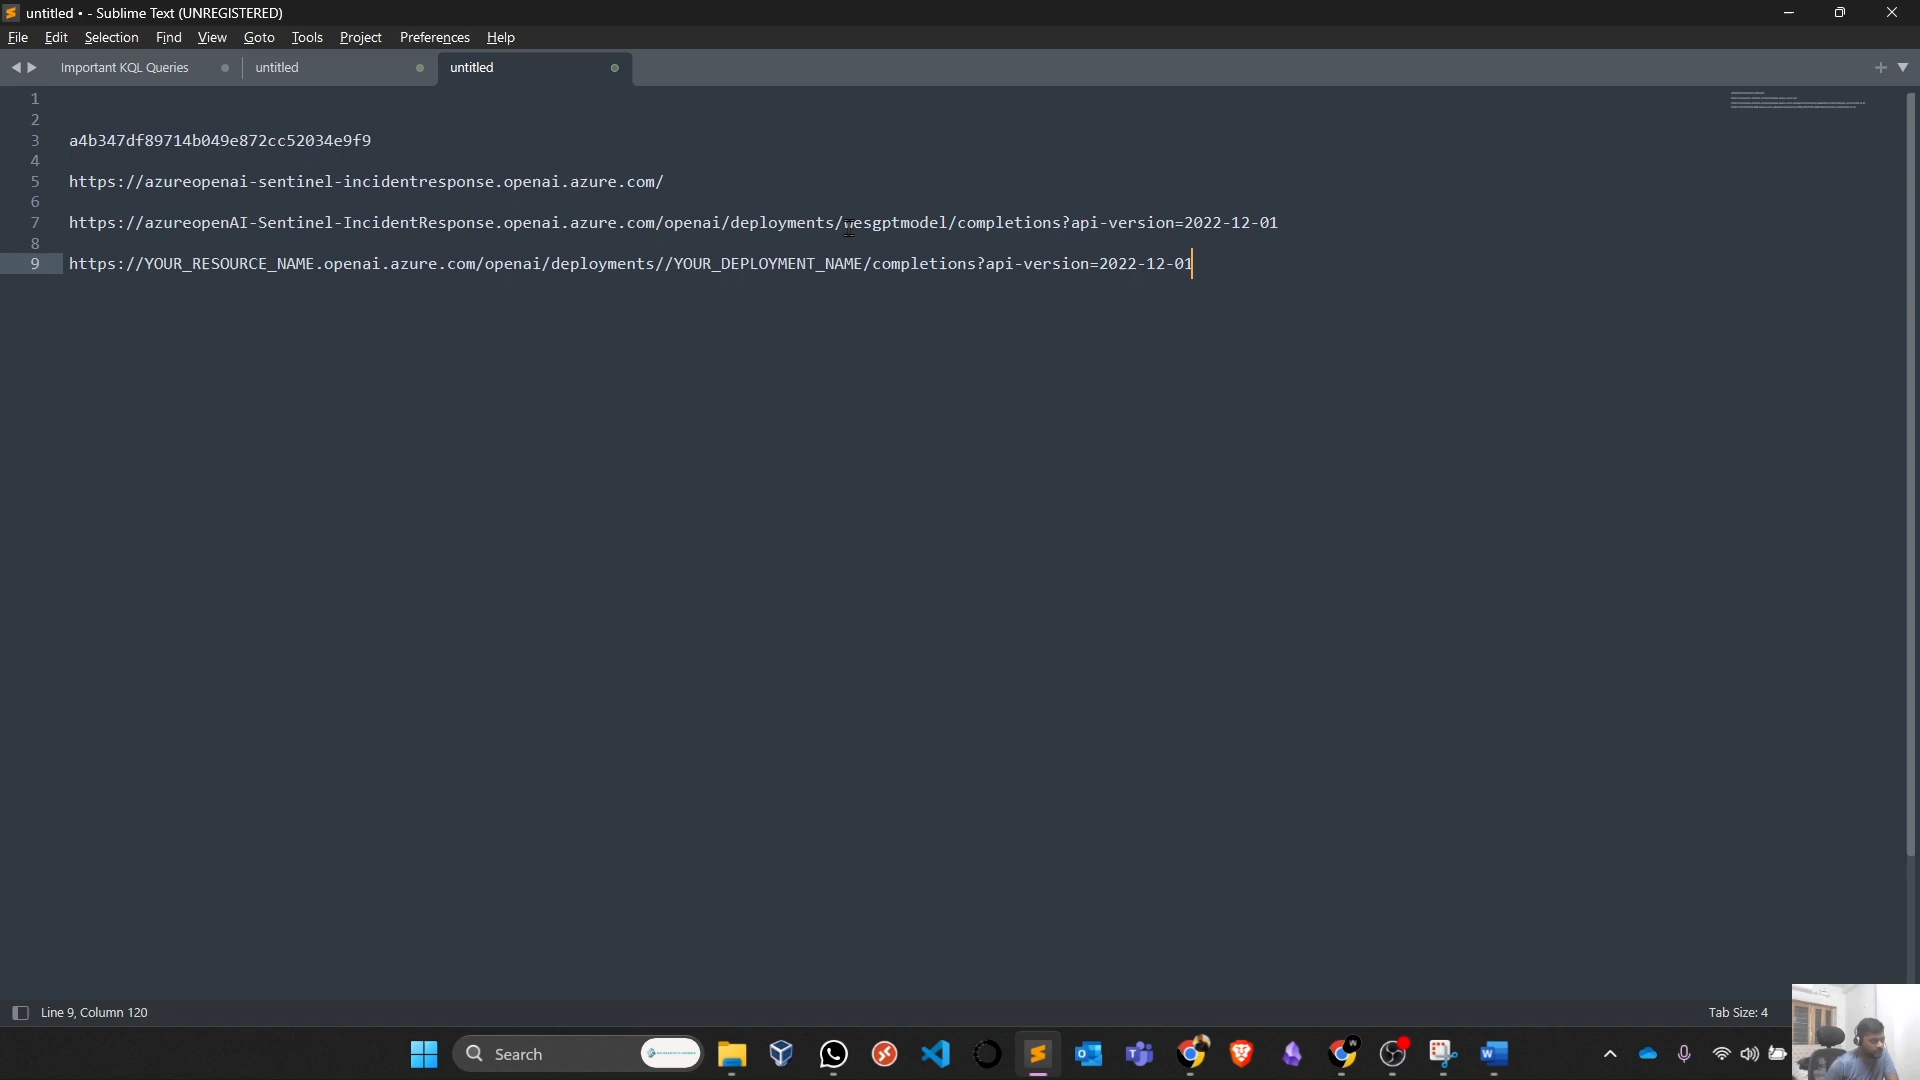 untitled • - Sublime Text (UNREGISTERED)
File Edit Selection Find View Goto Tools Project Preferences Help
Important KQL Queries untitled untitled
1
2
3 a4b347df89714b049e872cc52034e9f9
4
5 https://azureopenai-sentinel-incidentresponse.openai.azure.com/
6
7 https://azureopenAI-Sentinel-IncidentResponse.openai.azure.com/openai/deployments/ esgptmodel/completions?api-version=2022-12-01
8
9 https://YOUR_RESOURCE_NAME.openai.azure.com/openai/deployments//YOUR_DEPLOYMENT_NAME/completions?api-version=2022-12-01
Line 9, Column 120
Tab Size: 4
Search